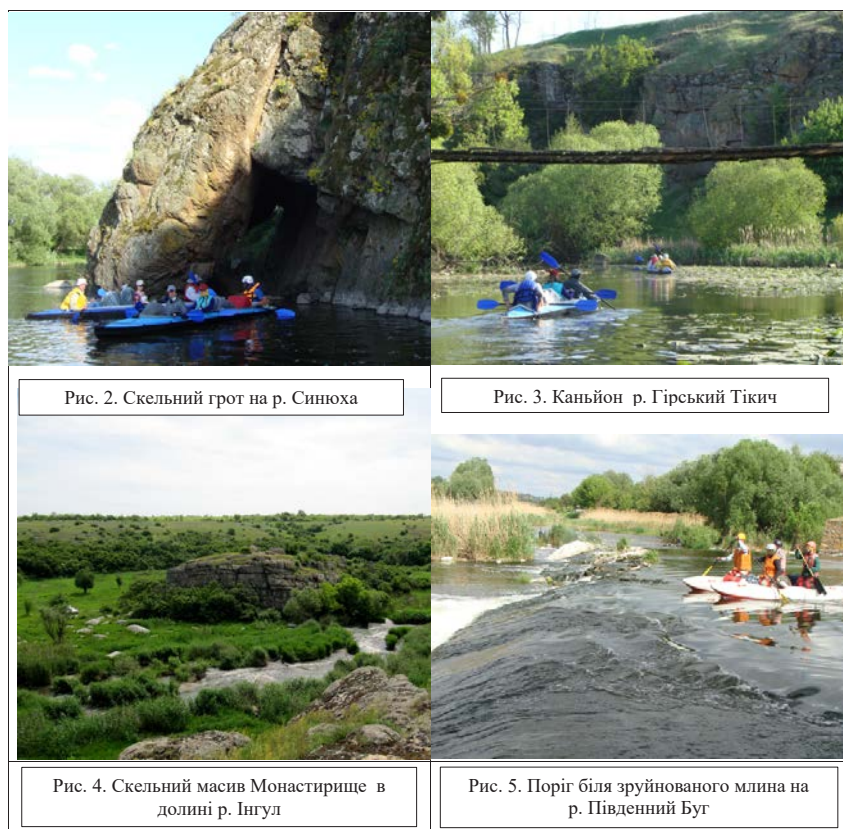 Рис. 2. Скельний грот на р. Синюха
Рис. 3. Каньйон р. Гірський Тікич
Рис. 4. Скельний масив Монастирище в
долині р. Інгул
Рис. 5. Поріг біля зруйнованого млина на
р. Південний Буг